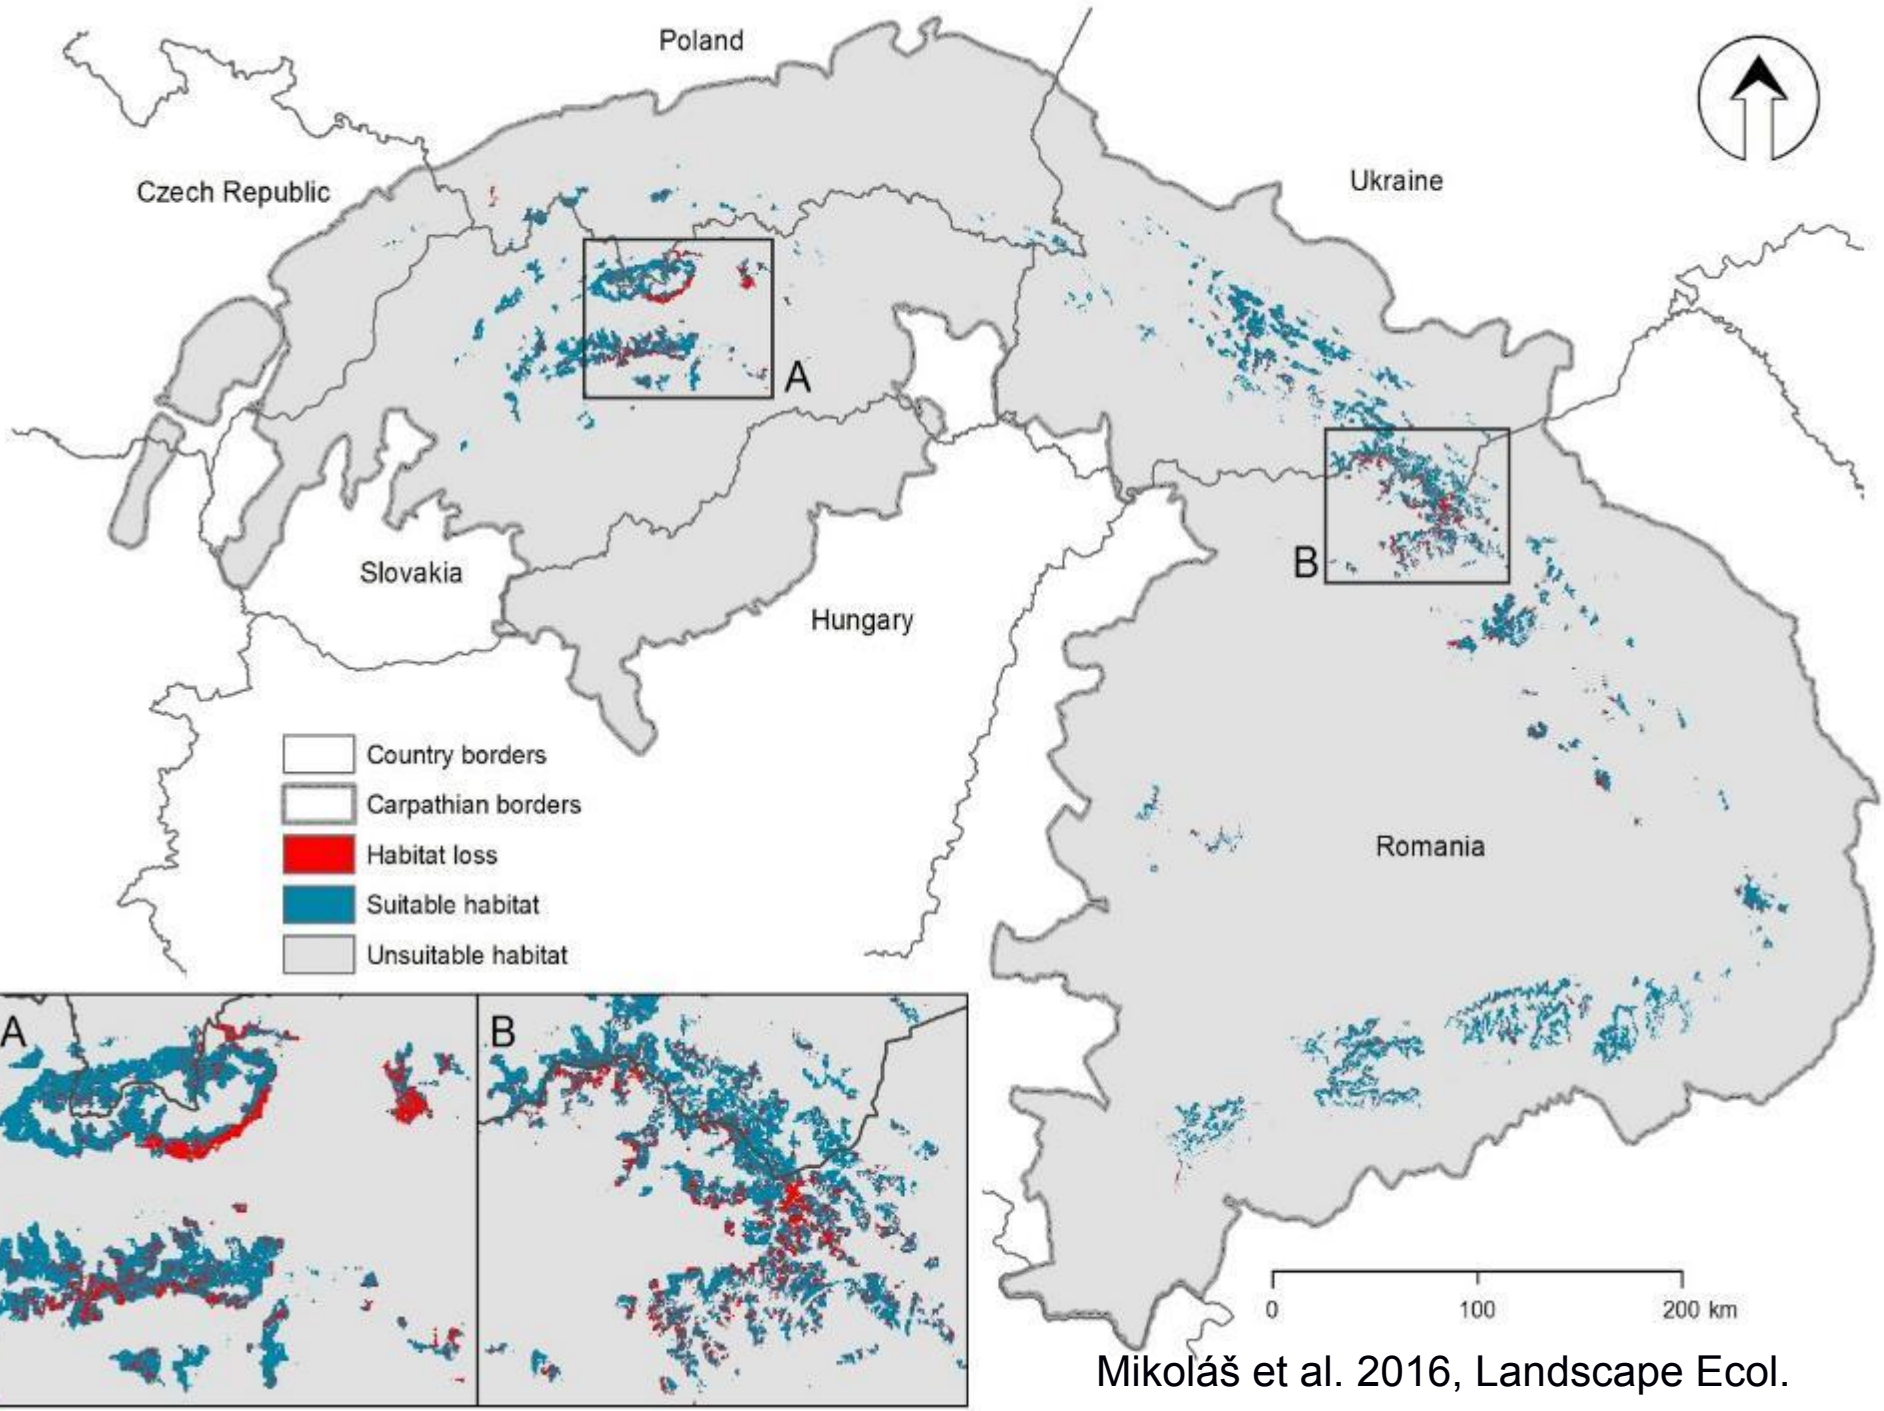 Poland
Czech Republic
Ukraine
A
B
Slovakia
Hungary
Country borders
Carpathian borders
Habitat loss
Suitable habitat
Unsuitable habitat
Romania
A
B
0 100 200 km
Mikoláš et al. 2016, Landscape Ecol.